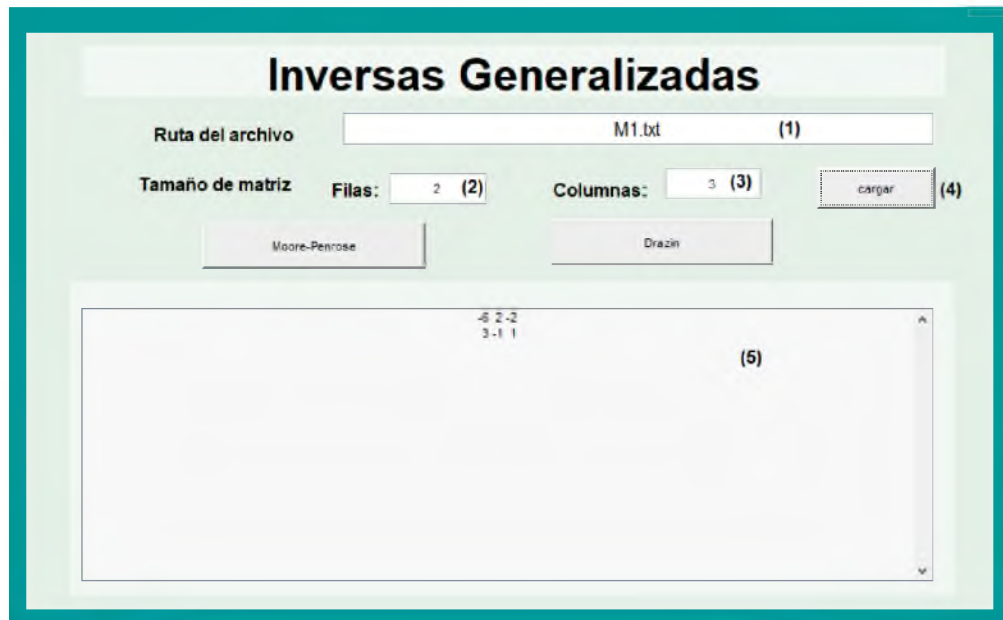 Inversas Generalizadas
Ruta del archivo M1.txt (1)
Tamaño de matriz Filas: 2 (2) Columnas: 3 (3) cargar (4)
Moore-Penrose Drazin
-6 2 -2
3 -1 1
(5)